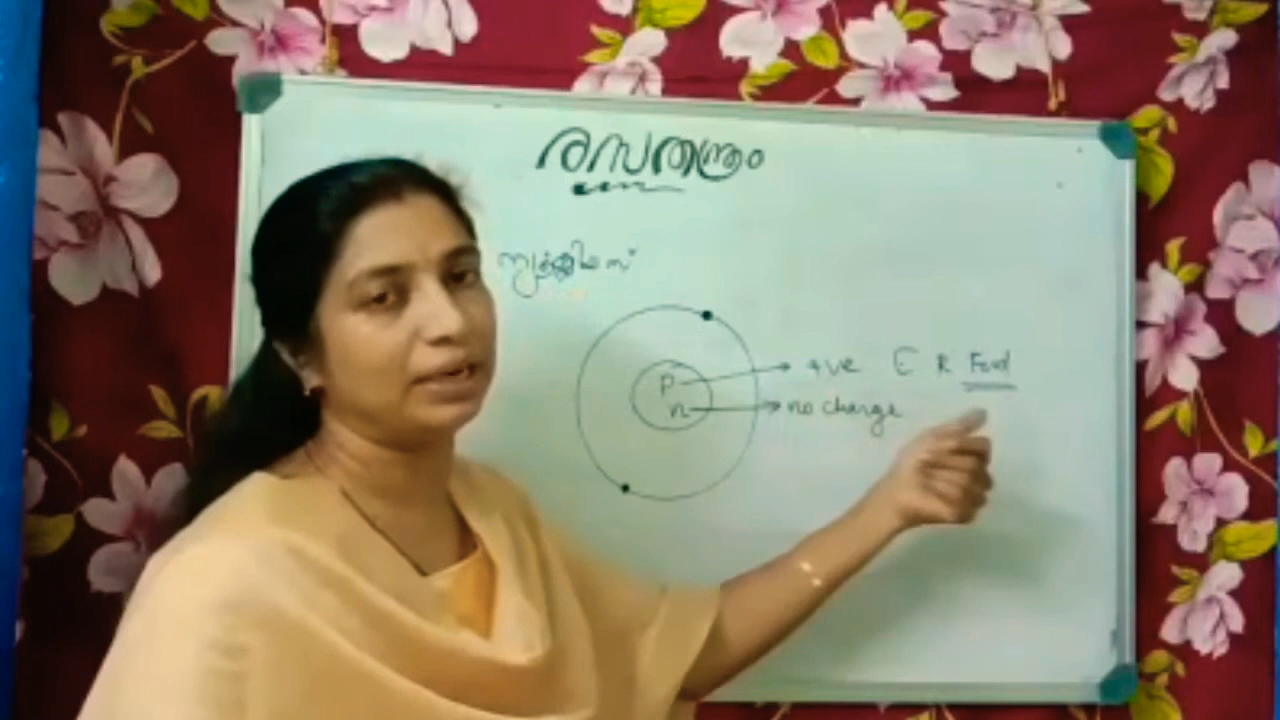 രസതന്ത്രം
ന്യൂക്ലിയസ്
P → +ve E R Ford
n → no charge